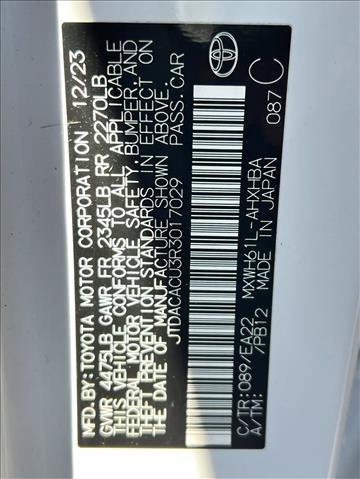 MFD.BY:TOYOTA MOTOR CORPORATION 12/23
GVWR 4475LB GAWR FR 2345LB RR 2270LB
THIS VEHICLE CONFORMS TO ALL APPLICABLE
FEDERAL MOTOR VEHICLE SAFETY, BUMPER, AND
THEFT PREVENTION STANDARDS IN EFFECT ON
THE DATE OF MANUFACTURE SHOWN ABOVE.
JTDACACU3R3017029 PASS.CAR
C/TR:089/EA22 MXWH61L-AHXHBA
A/TM: /PB12 MADE IN JAPAN 087
C